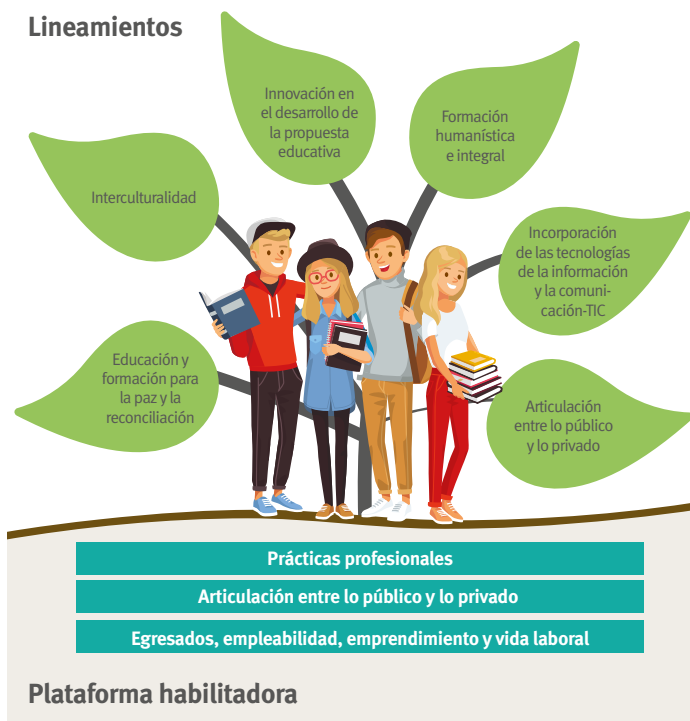 Lineamientos
Innovación en
el desarrollo de
la propuesta
educativa
Formación
humanística
e integral
Interculturalidad
Incorporación
de las tecnologías
de la información
y la comuni-
cación-TIC
Educación y
formación para
la paz y la
reconciliación
Articulación
entre lo público
y lo privado
Prácticas profesionales
Articulación entre lo público y lo privado
Egresados, empleabilidad, emprendimiento y vida laboral
Plataforma habilitadora